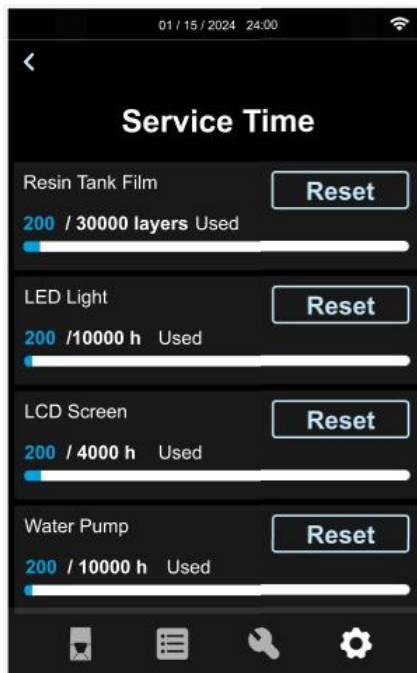 01 / 15 / 2024 24:00
Service Time
Resin Tank Film
Reset
200 / 30000 layers Used
LED Light
Reset
200 /10000 h Used
LCD Screen
Reset
200 / 4000 h Used
Water Pump
Reset
200 / 10000 h Used